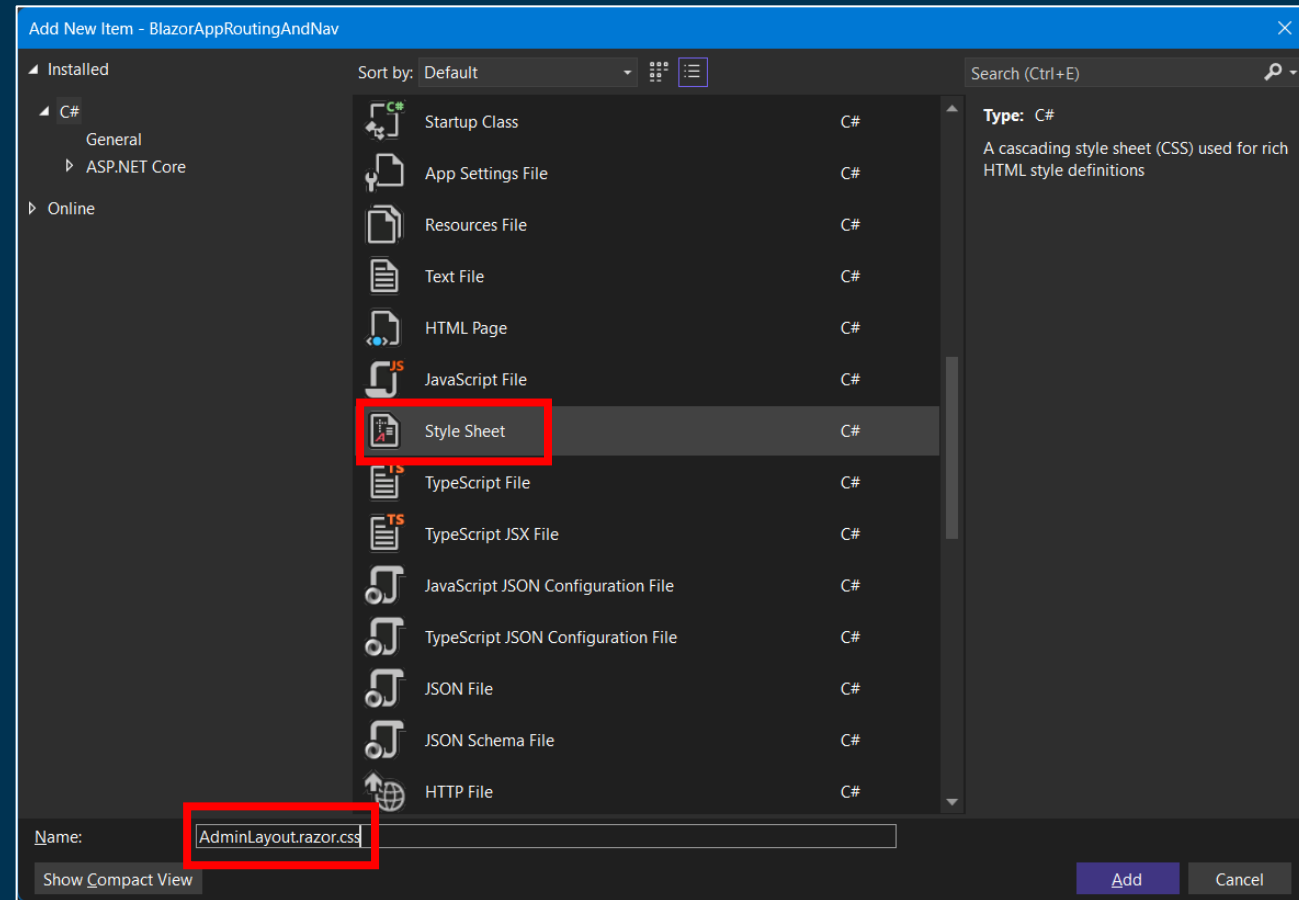 Add New Item - BlazorAppRoutingAndNav
Installed
C#
General
ASP.NET Core
Online
Sort by: Default
Search (Ctrl+E)
C#
Startup Class C#
App Settings File C#
Resources File C#
Text File C#
HTML Page C#
JS
JavaScript File C#
Style Sheet C#
TS
TypeScript File C#
TS
TypeScript JSX File C#
JavaScript JSON Configuration File C#
TypeScript JSON Configuration File C#
JSON File C#
JSON Schema File C#
HTTP File C#
Type: C#
A cascading style sheet (CSS) used for rich
HTML style definitions
Name: AdminLayout.razor.css
Show Compact View
Add Cancel